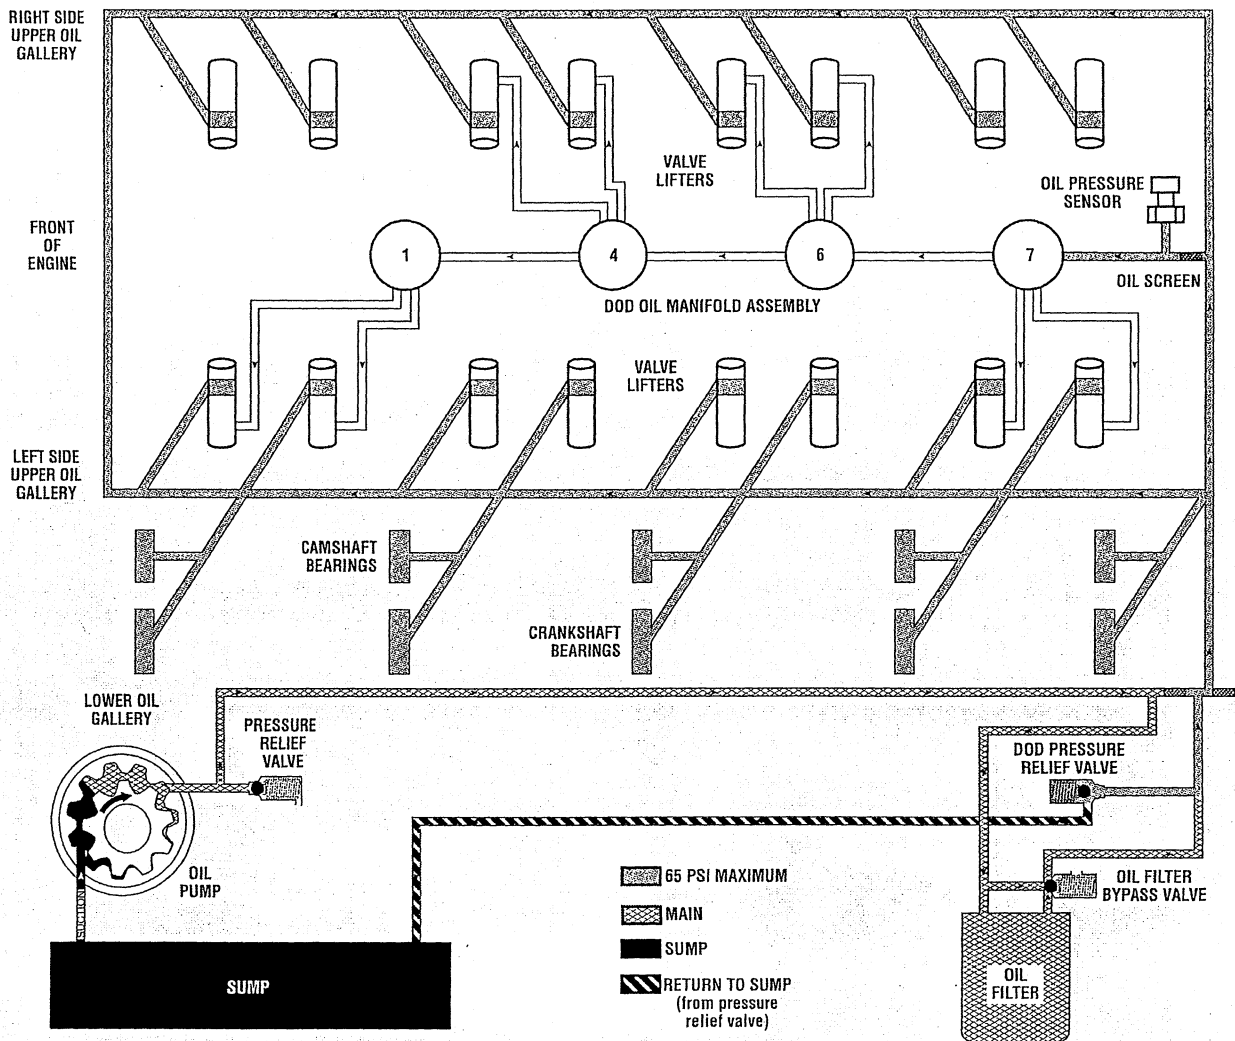 RIGHT SIDE
UPPER OIL
GALLERY
VALVE
LIFTERS
OIL PRESSURE
SENSOR
FRONT
OF
ENGINE
1
4
6
7
OIL SCREEN
DOD OIL MANIFOLD ASSEMBLY
VALVE
LIFTERS
LEFT SIDE
UPPER OIL
GALLERY
CAMSHAFT
BEARINGS
CRANKSHAFT
BEARINGS
LOWER OIL
GALLERY
PRESSURE
RELIEF
VALVE
DOD PRESSURE
RELIEF VALVE
OIL
PUMP
SUCTION
65 PSI MAXIMUM
MAIN
SUMP
RETURN TO SUMP
(from pressure
relief valve)
OIL FILTER
BYPASS VALVE
OIL
FILTER
SUMP